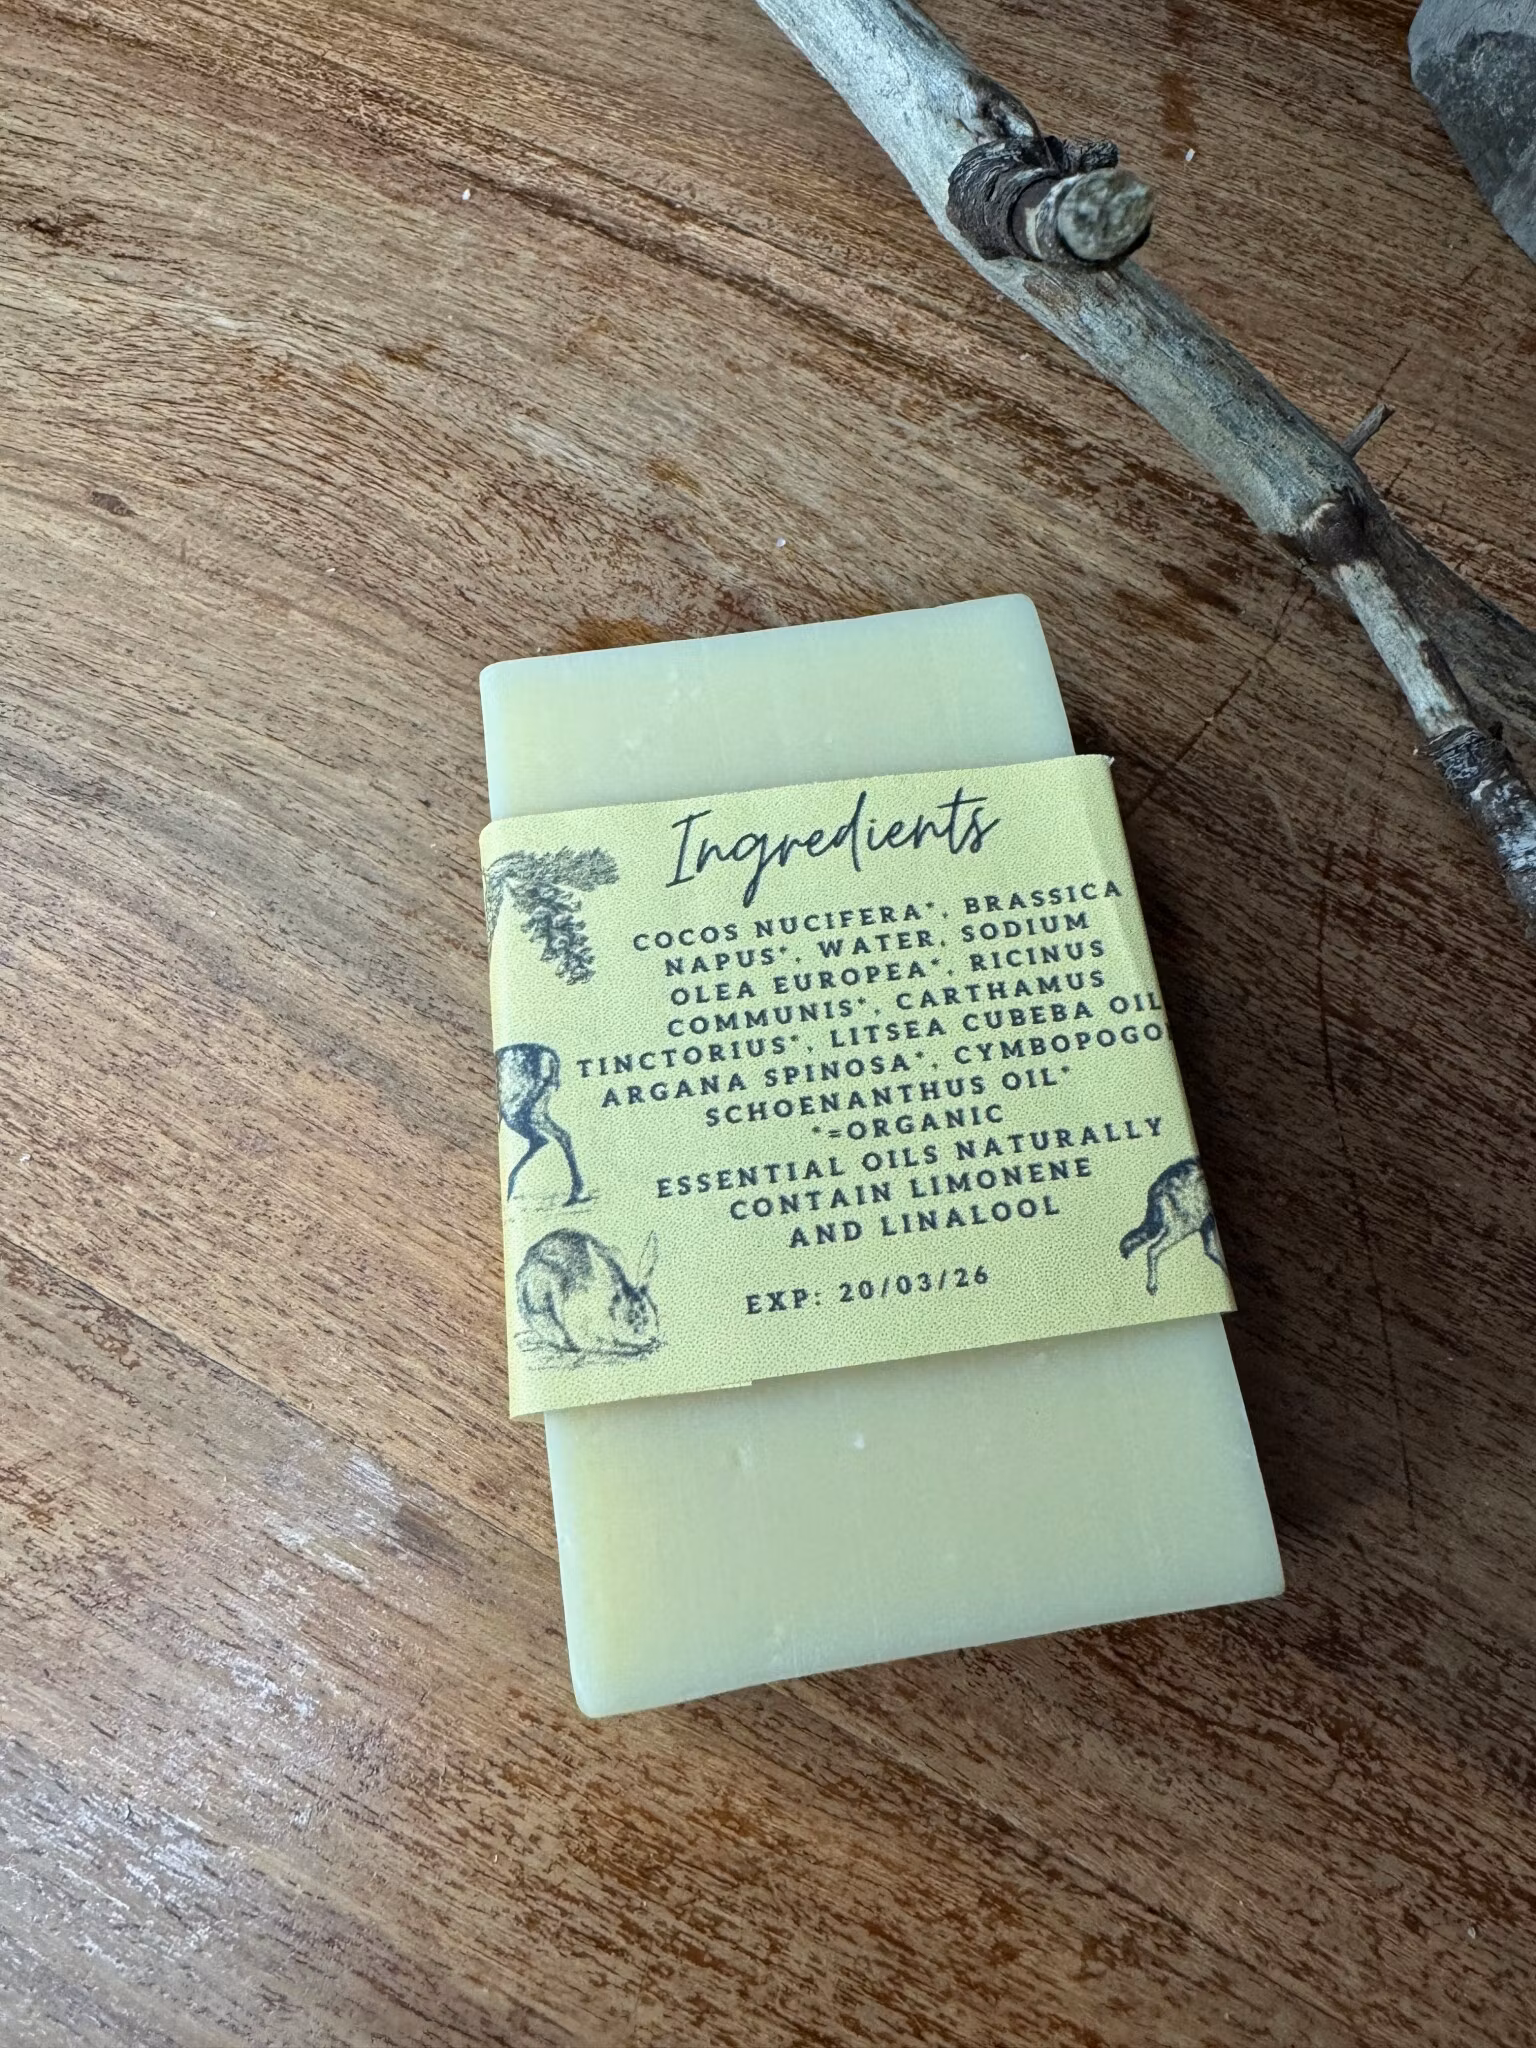 Ingredients
COCOS NUCIFERA*, BRASSICA
NAPUS*, WATER, SODIUM
OLEA EUROPEA*, RICINUS
COMMUNIS*, CARTHAMUS
TINCTORIUS*, LITSEA CUBEBA OIL
ARGANA SPINOSA*, CYMBOPOGO
SCHOENANTHUS OIL*
*=ORGANIC
ESSENTIAL OILS NATURALLY
CONTAIN LIMONENE
AND LINALOOL
EXP: 20/03/26